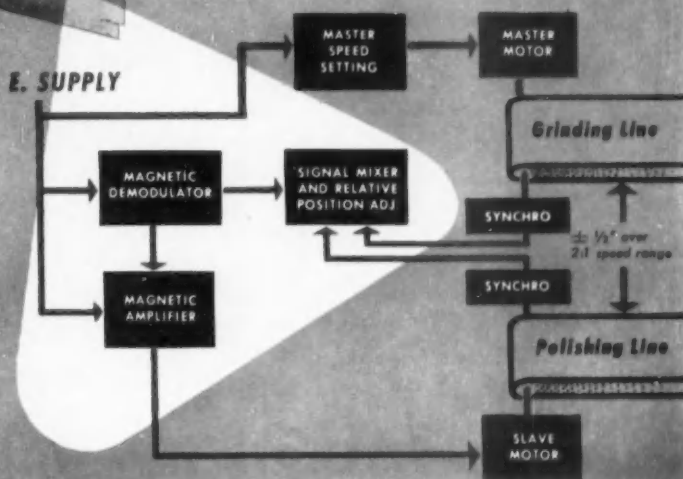 MASTER
SPEED
SETTING
MASTER
MOTOR
E. SUPPLY
Grinding Line
MAGNETIC
DEMODULATOR
SIGNAL MIXER
AND RELATIVE
POSITION ADJ
SYNCHRO
± ½" over
2:1 speed range
SYNCHRO
MAGNETIC
AMPLIFIER
Polishing Line
SLAVE
MOTOR